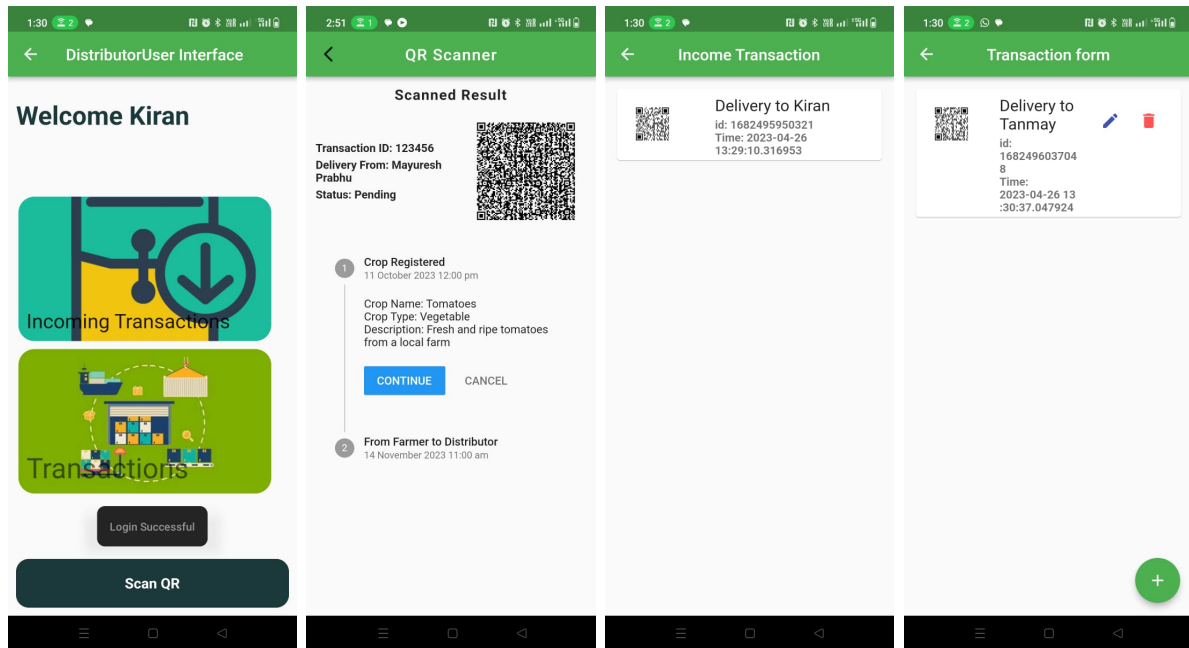 1:30
2
DistributorUser Interface
Welcome Kiran
Incoming Transactions
Transactions
Login Successful
Scan QR
2:51
1
QR Scanner
Scanned Result
Transaction ID: 123456
Delivery From: Mayuresh
Prabhu
Status: Pending
1
Crop Registered
11 October 2023 12:00 pm
Crop Name: Tomatoes
Crop Type: Vegetable
Description: Fresh and ripe tomatoes
from a local farm
CONTINUE
CANCEL
2
From Farmer to Distributor
14 November 2023 11:00 am
1:30
2
Income Transaction
Delivery to Kiran
id: 1682495950321
Time: 2023-04-26
13:29:10.316953
1:30
2
Transaction form
Delivery to
Tanmay
id:
168249603704
8
Time:
2023-04-26 13
:30:37.047924
+